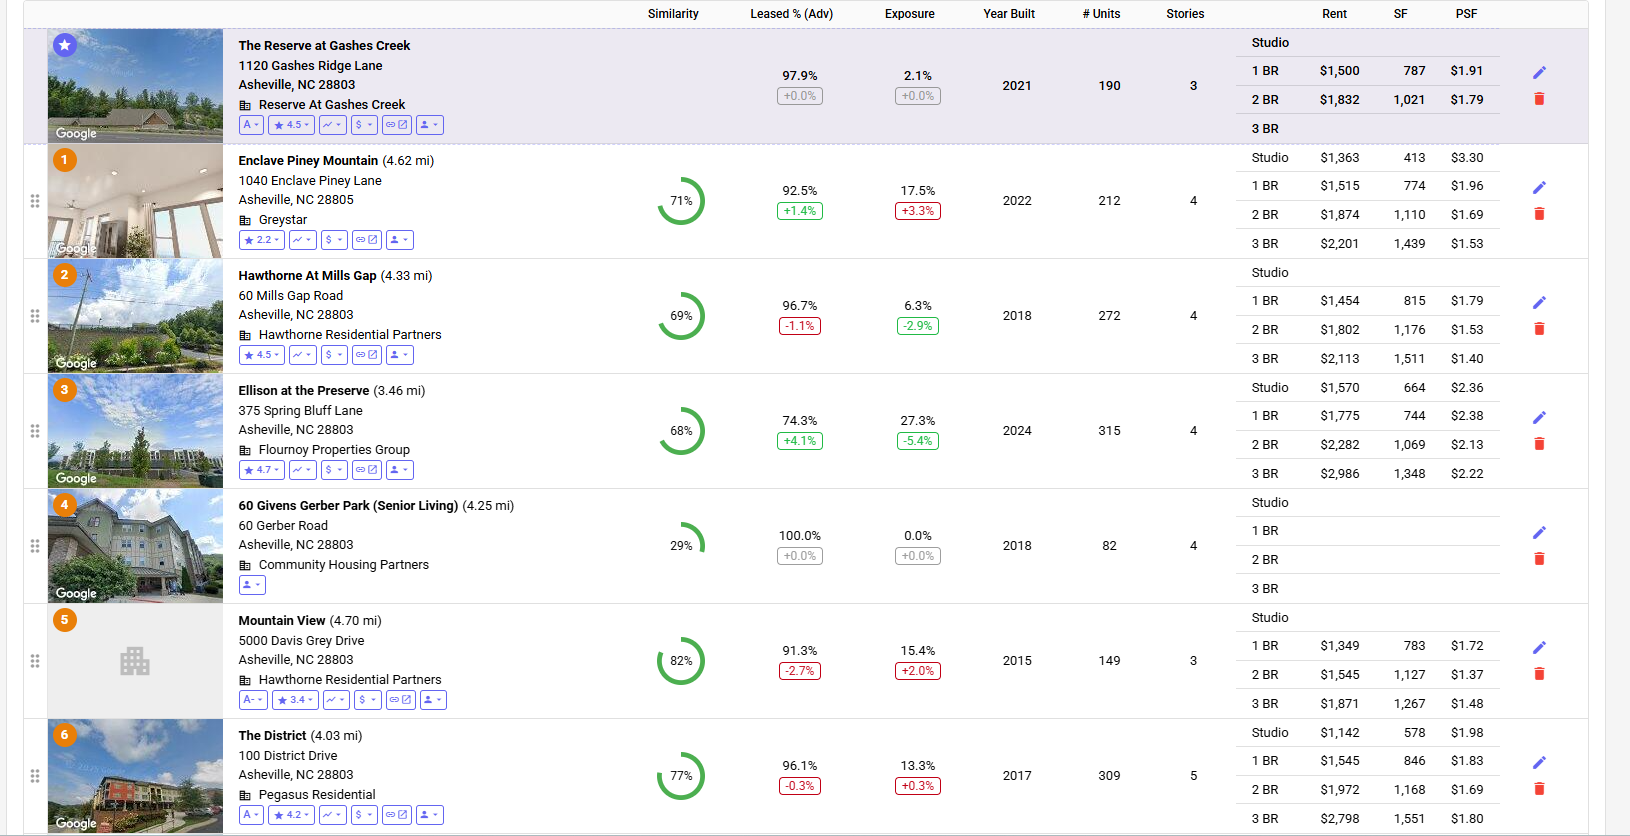 Similarity Leased % (Adv) Exposure Year Built # Units Stories Rent SF PSF
The Reserve at Gashes Creek
1120 Gashes Ridge Lane
Asheville, NC 28803
Reserve At Gashes Creek
A 4.5 $
Google
97.9% 2.1% 2021 190 3
+0.0% +0.0%
Studio
1 BR $1,500 787 $1.91
2 BR $1,832 1,021 $1.79
3 BR
1
Enclave Piney Mountain (4.62 mi)
1040 Enclave Piney Lane
Asheville, NC 28805
Greystar
2.2 $
Google
71% 92.5% 17.5% 2022 212 4
+1.4% +3.3%
Studio $1,363 413 $3.30
1 BR $1,515 774 $1.96
2 BR $1,874 1,110 $1.69
3 BR $2,201 1,439 $1.53
2
Hawthorne At Mills Gap (4.33 mi)
60 Mills Gap Road
Asheville, NC 28803
Hawthorne Residential Partners
4.5 $
Google
69% 96.7% 6.3% 2018 272 4
-1.1% -2.9%
Studio
1 BR $1,454 815 $1.79
2 BR $1,802 1,176 $1.53
3 BR $2,113 1,511 $1.40
3
Ellison at the Preserve (3.46 mi)
375 Spring Bluff Lane
Asheville, NC 28803
Flournoy Properties Group
4.7 $
Google
68% 74.3% 27.3% 2024 315 4
+4.1% -5.4%
Studio $1,570 664 $2.36
1 BR $1,775 744 $2.38
2 BR $2,282 1,069 $2.13
3 BR $2,986 1,348 $2.22
4
60 Givens Gerber Park (Senior Living) (4.25 mi)
60 Gerber Road
Asheville, NC 28803
Community Housing Partners
Google
29% 100.0% 0.0% 2018 82 4
+0.0% +0.0%
Studio
1 BR
2 BR
3 BR
5
Mountain View (4.70 mi)
5000 Davis Grey Drive
Asheville, NC 28803
Hawthorne Residential Partners
A- 3.4 $
82% 91.3% 15.4% 2015 149 3
-2.7% +2.0%
Studio
1 BR $1,349 783 $1.72
2 BR $1,545 1,127 $1.37
3 BR $1,871 1,267 $1.48
6
The District (4.03 mi)
100 District Drive
Asheville, NC 28803
Pegasus Residential
A 4.2 $
Google
77% 96.1% 13.3% 2017 309 5
-0.3% +0.3%
Studio $1,142 578 $1.98
1 BR $1,545 846 $1.83
2 BR $1,972 1,168 $1.69
3 BR $2,798 1,551 $1.80